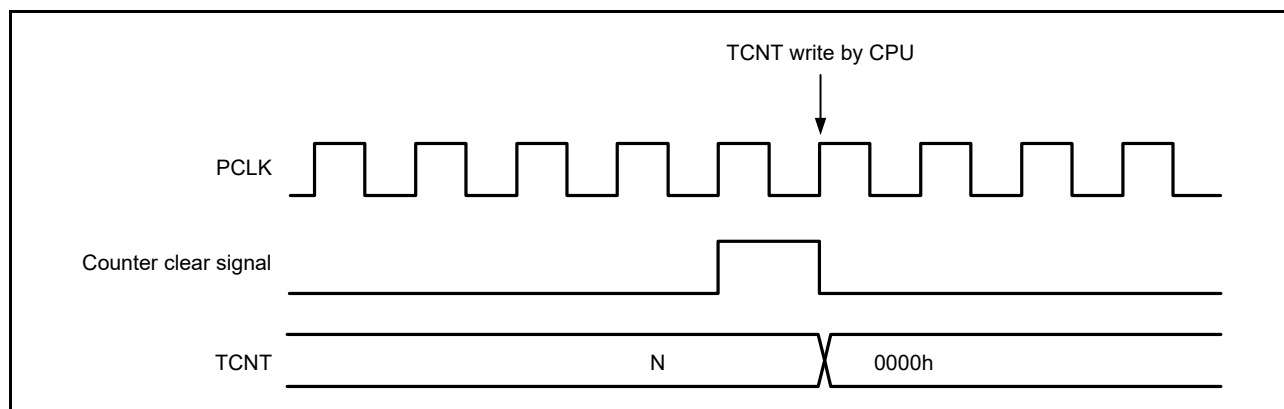 TCNT write by CPU
PCLK
Counter clear signal
TCNT
N
0000h